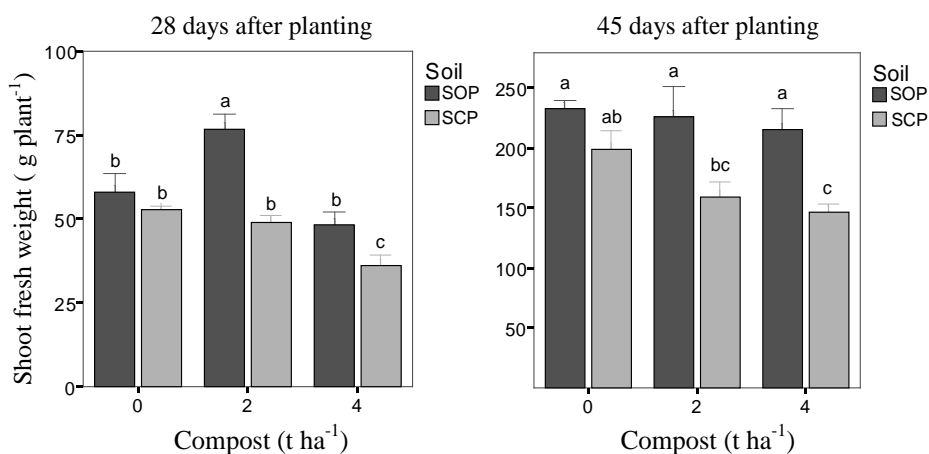 28 days after planting
45 days after planting
Shoot fresh weight ( g plant⁻¹)
100
75
50
25
0
b
b
a
b
b
c
0
2
4
Compost (t ha⁻¹)
Soil
SOP
SCP
250
200
150
100
50
a
ab
a
bc
a
c
0
2
4
Compost (t ha⁻¹)
Soil
SOP
SCP